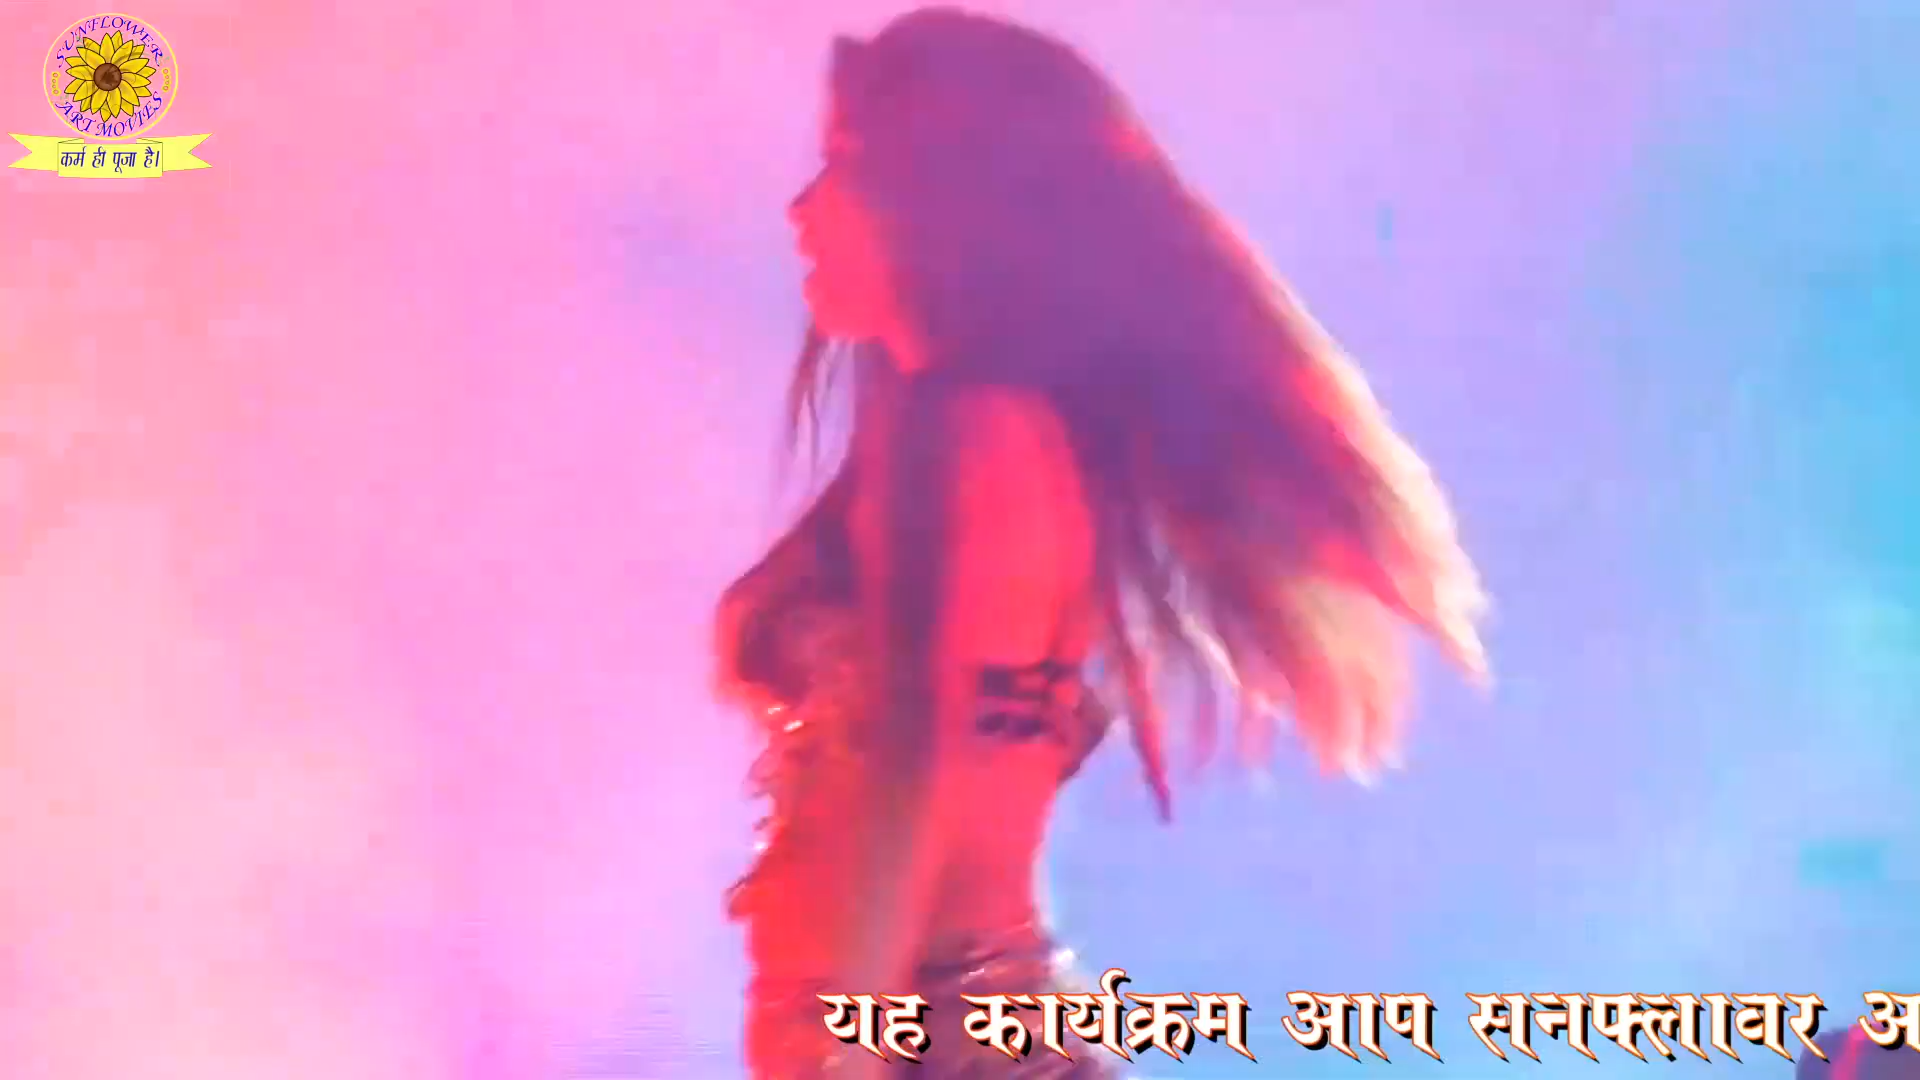 SUNFLOWER
ART MOVIES
कर्म ही पूजा है।
यह कार्यक्रम आप सनफ्लावर अ